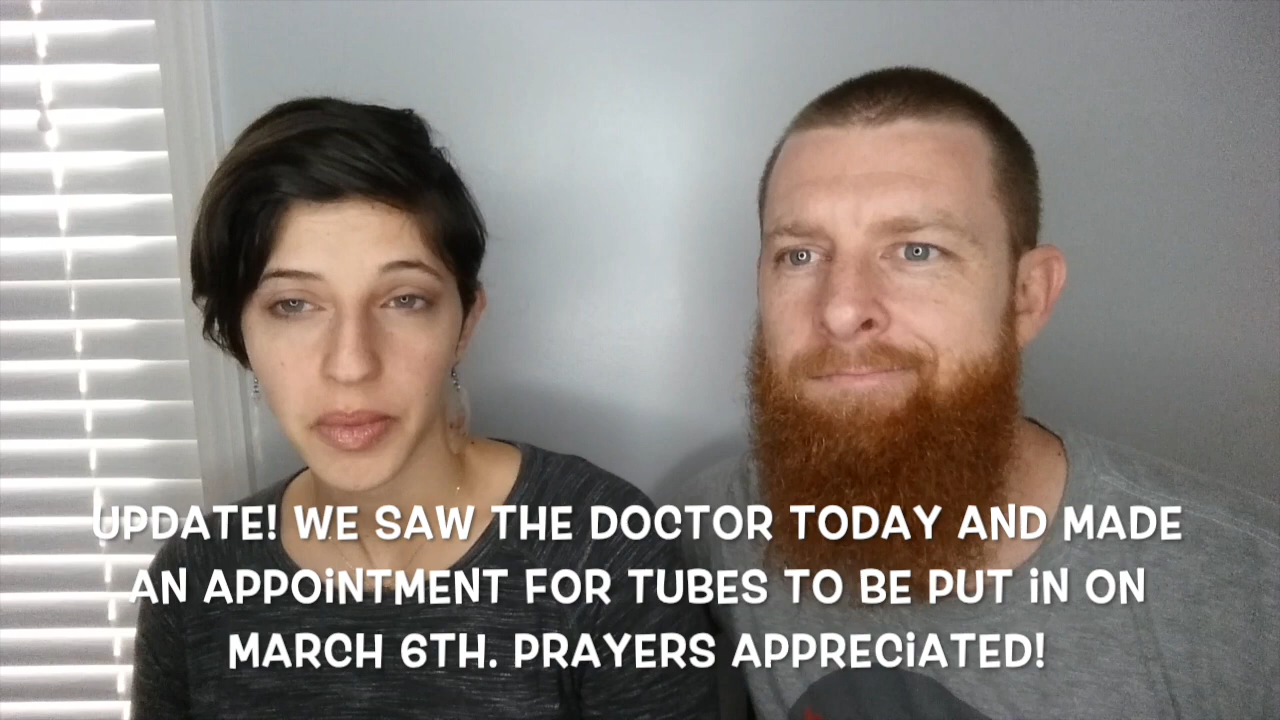 UPDATE! WE SAW THE DOCTOR TODAY AND MADE
AN APPOINTMENT FOR TUBES TO BE PUT IN ON
MARCH 6TH. PRAYERS APPRECIATED!